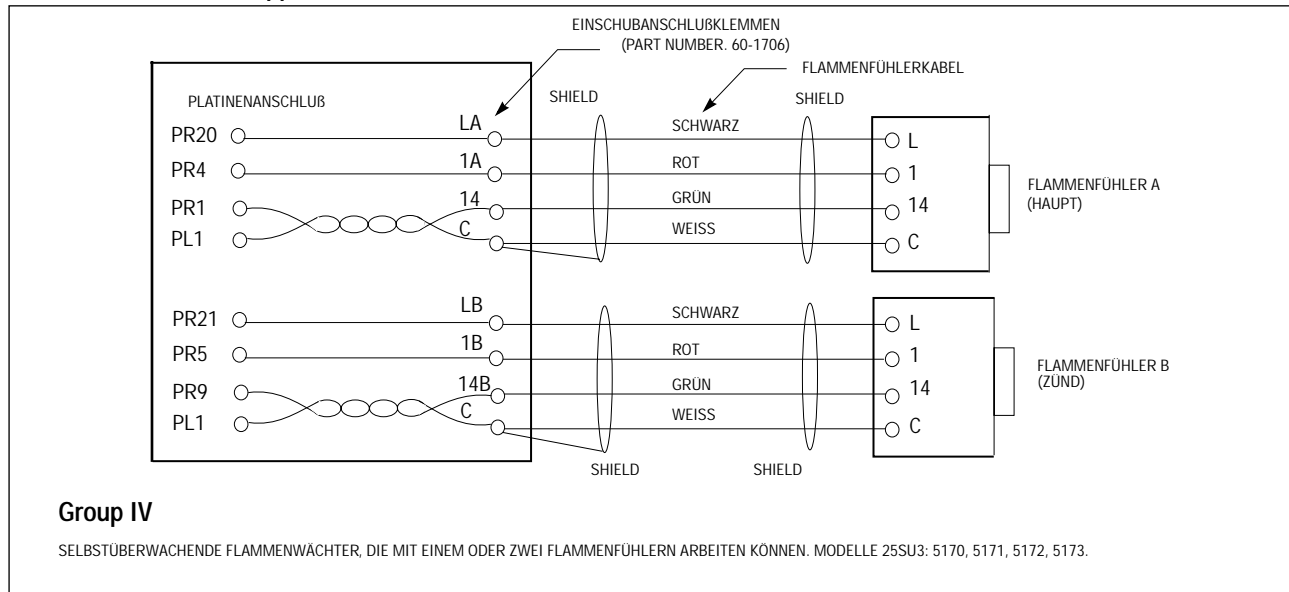 EINSCHUBANSCHLUßKLEMMEN
(PART NUMBER. 60-1706)
FLAMMENFÜHLERKABEL
PLATINENANSCHLUß
SHIELD
SHIELD
PR20
LA
SCHWARZ
L
PR4
1A
ROT
1
PR1
14
GRÜN
14
PL1
C
WEISS
C
FLAMMENFÜHLER A
(HAUPT)
PR21
LB
SCHWARZ
L
PR5
1B
ROT
1
PR9
14B
GRÜN
14
PL1
C
WEISS
C
FLAMMENFÜHLER B
(ZÜND)
SHIELD
SHIELD
Group IV
SELBSTÜBERWACHENDE FLAMMENWÄCHTER, DIE MIT EINEM ODER ZWEI FLAMMENFÜHLERN ARBEITEN KÖNNEN. MODELLE 25SU3: 5170, 5171, 5172, 5173.